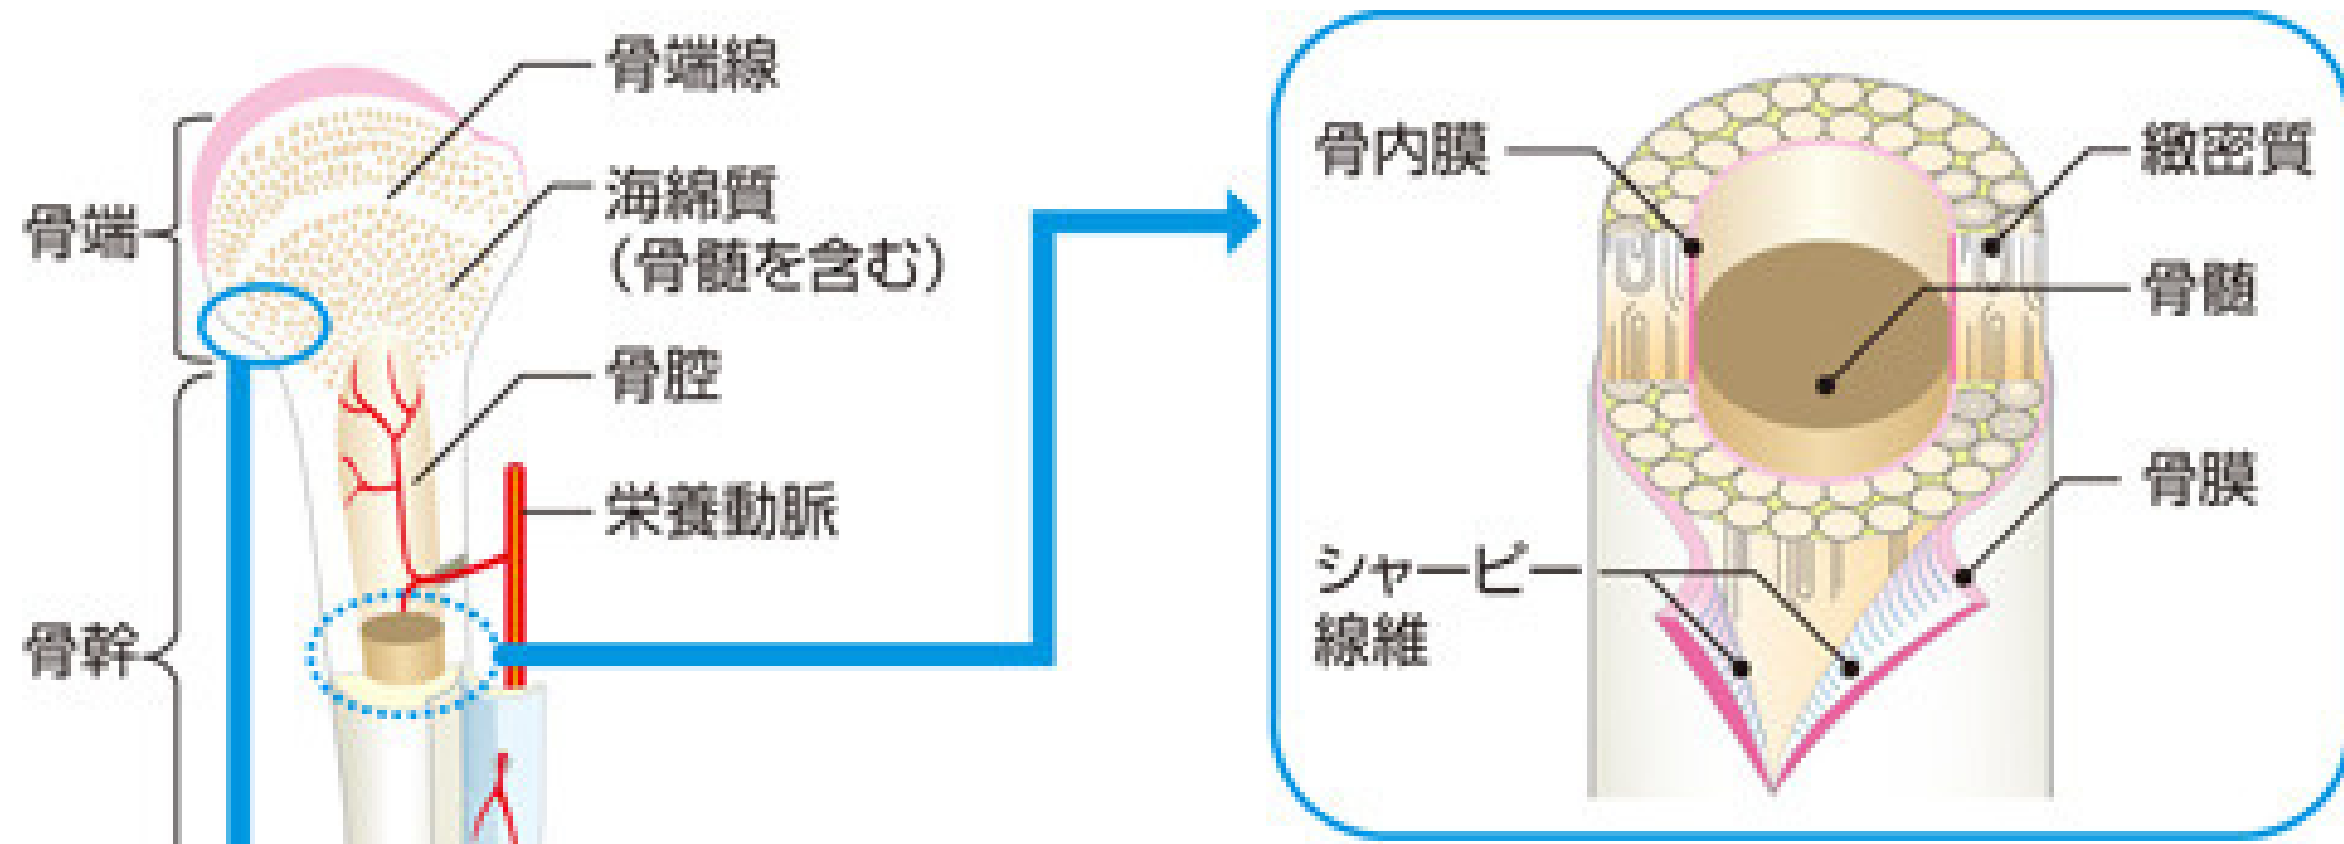 骨端線
骨端
海綿質
（骨髄を含む）
骨腔
栄養動脈
骨幹
骨内膜
緻密質
骨髄
骨膜
シャーピー
線維